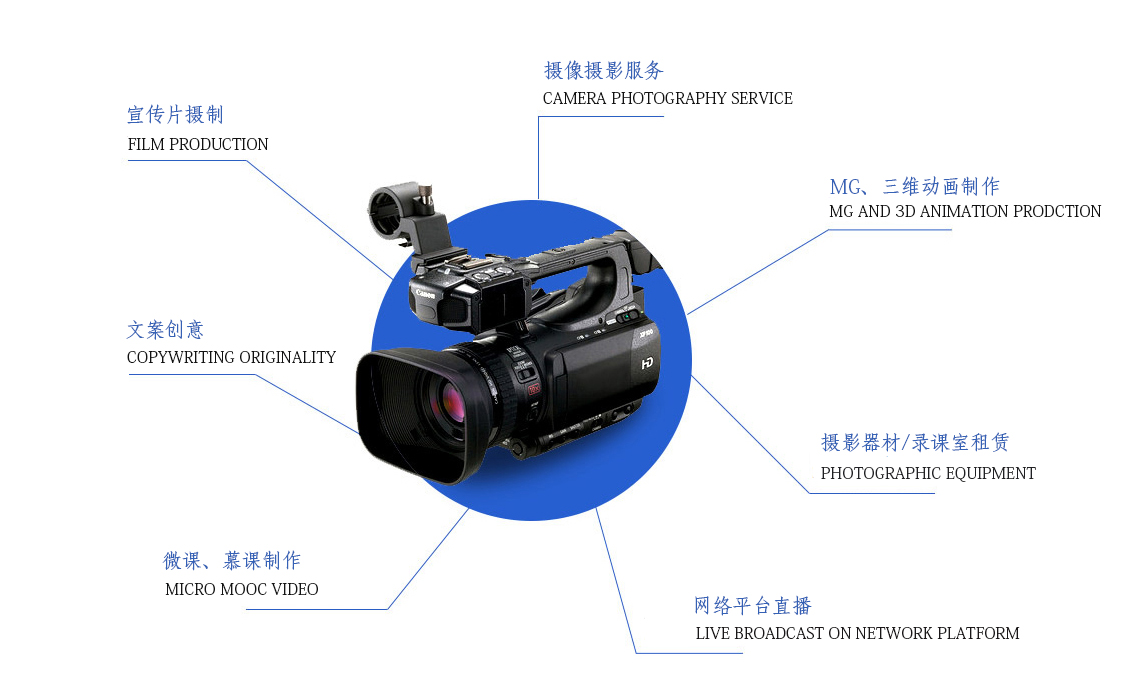 摄像摄影服务
CAMERA PHOTOGRAPHY SERVICE
宣传片摄制
FILM PRODUCTION
MG、三维动画制作
MG AND 3D ANIMATION PRODCTION
Canon
XF100
HD
文案创意
COPYWRITING ORIGINALITY
摄影器材/录课室租赁
PHOTOGRAPHIC EQUIPMENT
微课、慕课制作
MICRO MOOC VIDEO
网络平台直播
LIVE BROADCAST ON NETWORK PLATFORM